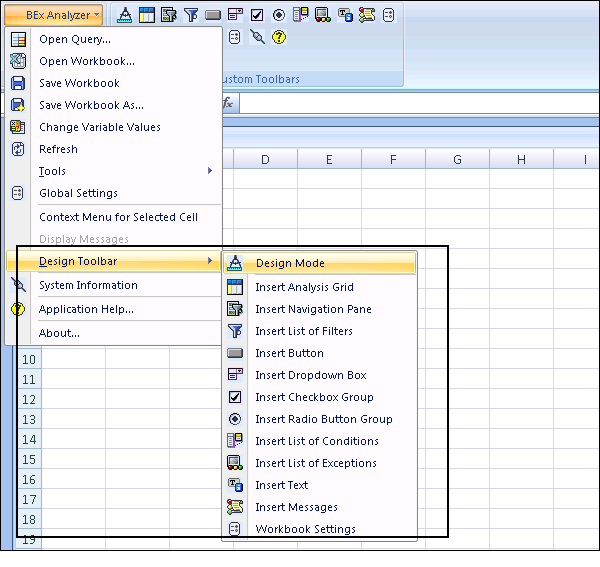 BEx Analyzer
ustom Toolbars
fx
D E F G H I
Open Query...
Open Workbook...
Save Workbook
Save Workbook As...
Change Variable Values
Refresh
Tools
Global Settings
Context Menu for Selected Cell
Display Messages
Design Toolbar
System Information
Application Help...
About...
Design Mode
Insert Analysis Grid
Insert Navigation Pane
Insert List of Filters
Insert Button
Insert Dropdown Box
Insert Checkbox Group
Insert Radio Button Group
Insert List of Conditions
Insert List of Exceptions
Insert Text
Insert Messages
Workbook Settings
10
11
12
13
14
15
16
17
18
19